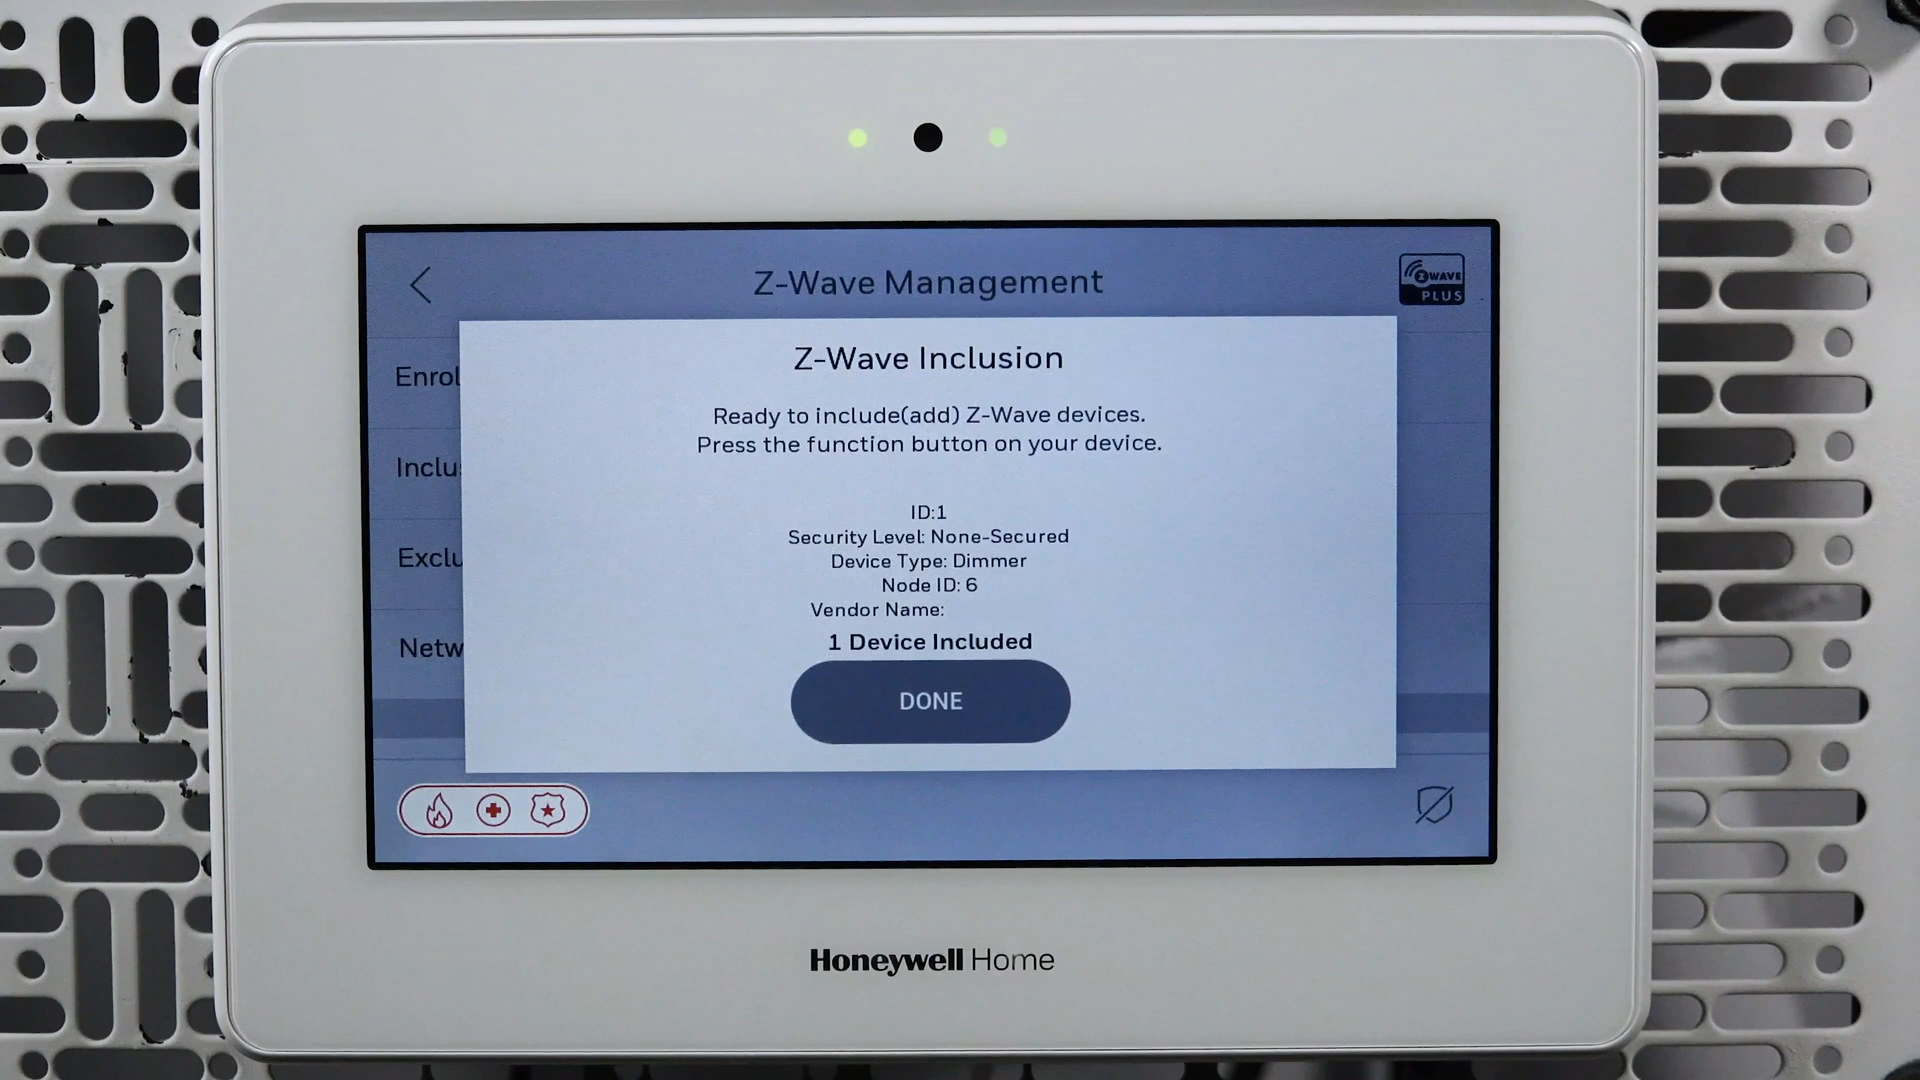 Z-Wave Management
Z WAVE
PLUS
Enrol
Inclus
Exclu
Netw
Z-Wave Inclusion
Ready to include(add) Z-Wave devices.
Press the function button on your device.
ID:1
Security Level: None-Secured
Device Type: Dimmer
Node ID: 6
Vendor Name:
1 Device Included
DONE
Honeywell Home